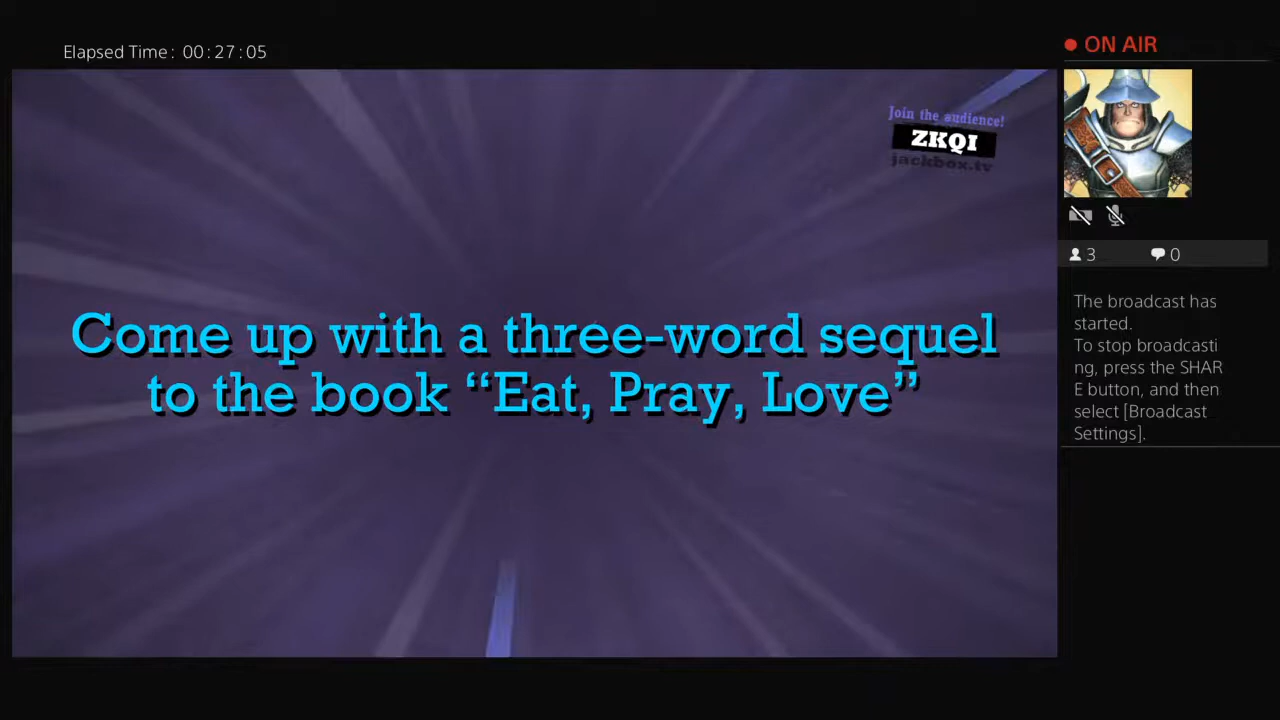 Elapsed Time: 00:27:05
ON AIR
Join the audience!
ZKQI
jackbox.tv
Come up with a three-word sequel
to the book “Eat, Pray, Love”
3 0
The broadcast has
started.
To stop broadcasti
ng, press the SHAR
E button, and then
select [Broadcast
Settings].